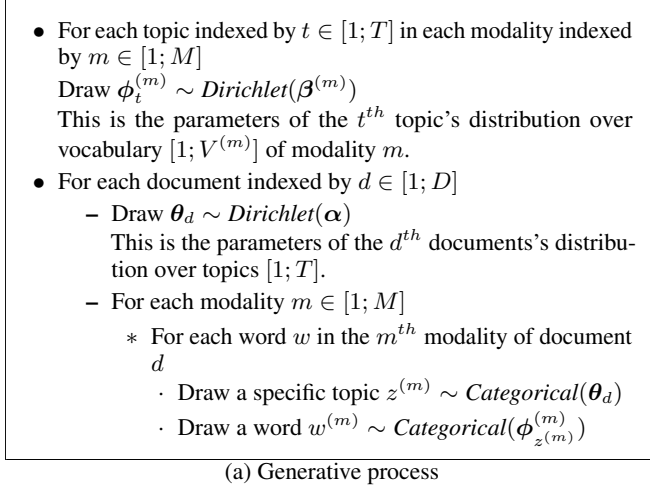 • For each topic indexed by t ∈ [1; T] in each modality indexed
by m ∈ [1; M]
Draw ϕ_t^{(m)} ∼ Dirichlet(β^{(m)})
This is the parameters of the t^{th} topic's distribution over
vocabulary [1; V^{(m)}] of modality m.
• For each document indexed by d ∈ [1; D]
– Draw θ_d ∼ Dirichlet(α)
This is the parameters of the d^{th} documents's distribu-
tion over topics [1; T].
– For each modality m ∈ [1; M]
∗ For each word w in the m^{th} modality of document
d
· Draw a specific topic z^{(m)} ∼ Categorical(θ_d)
· Draw a word w^{(m)} ∼ Categorical(ϕ_{z^{(m)}}^{(m)})
(a) Generative process